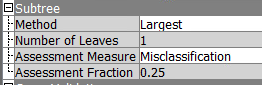 Subtree
Method Largest
Number of Leaves 1
Assessment Measure Misclassification
Assessment Fraction 0.25